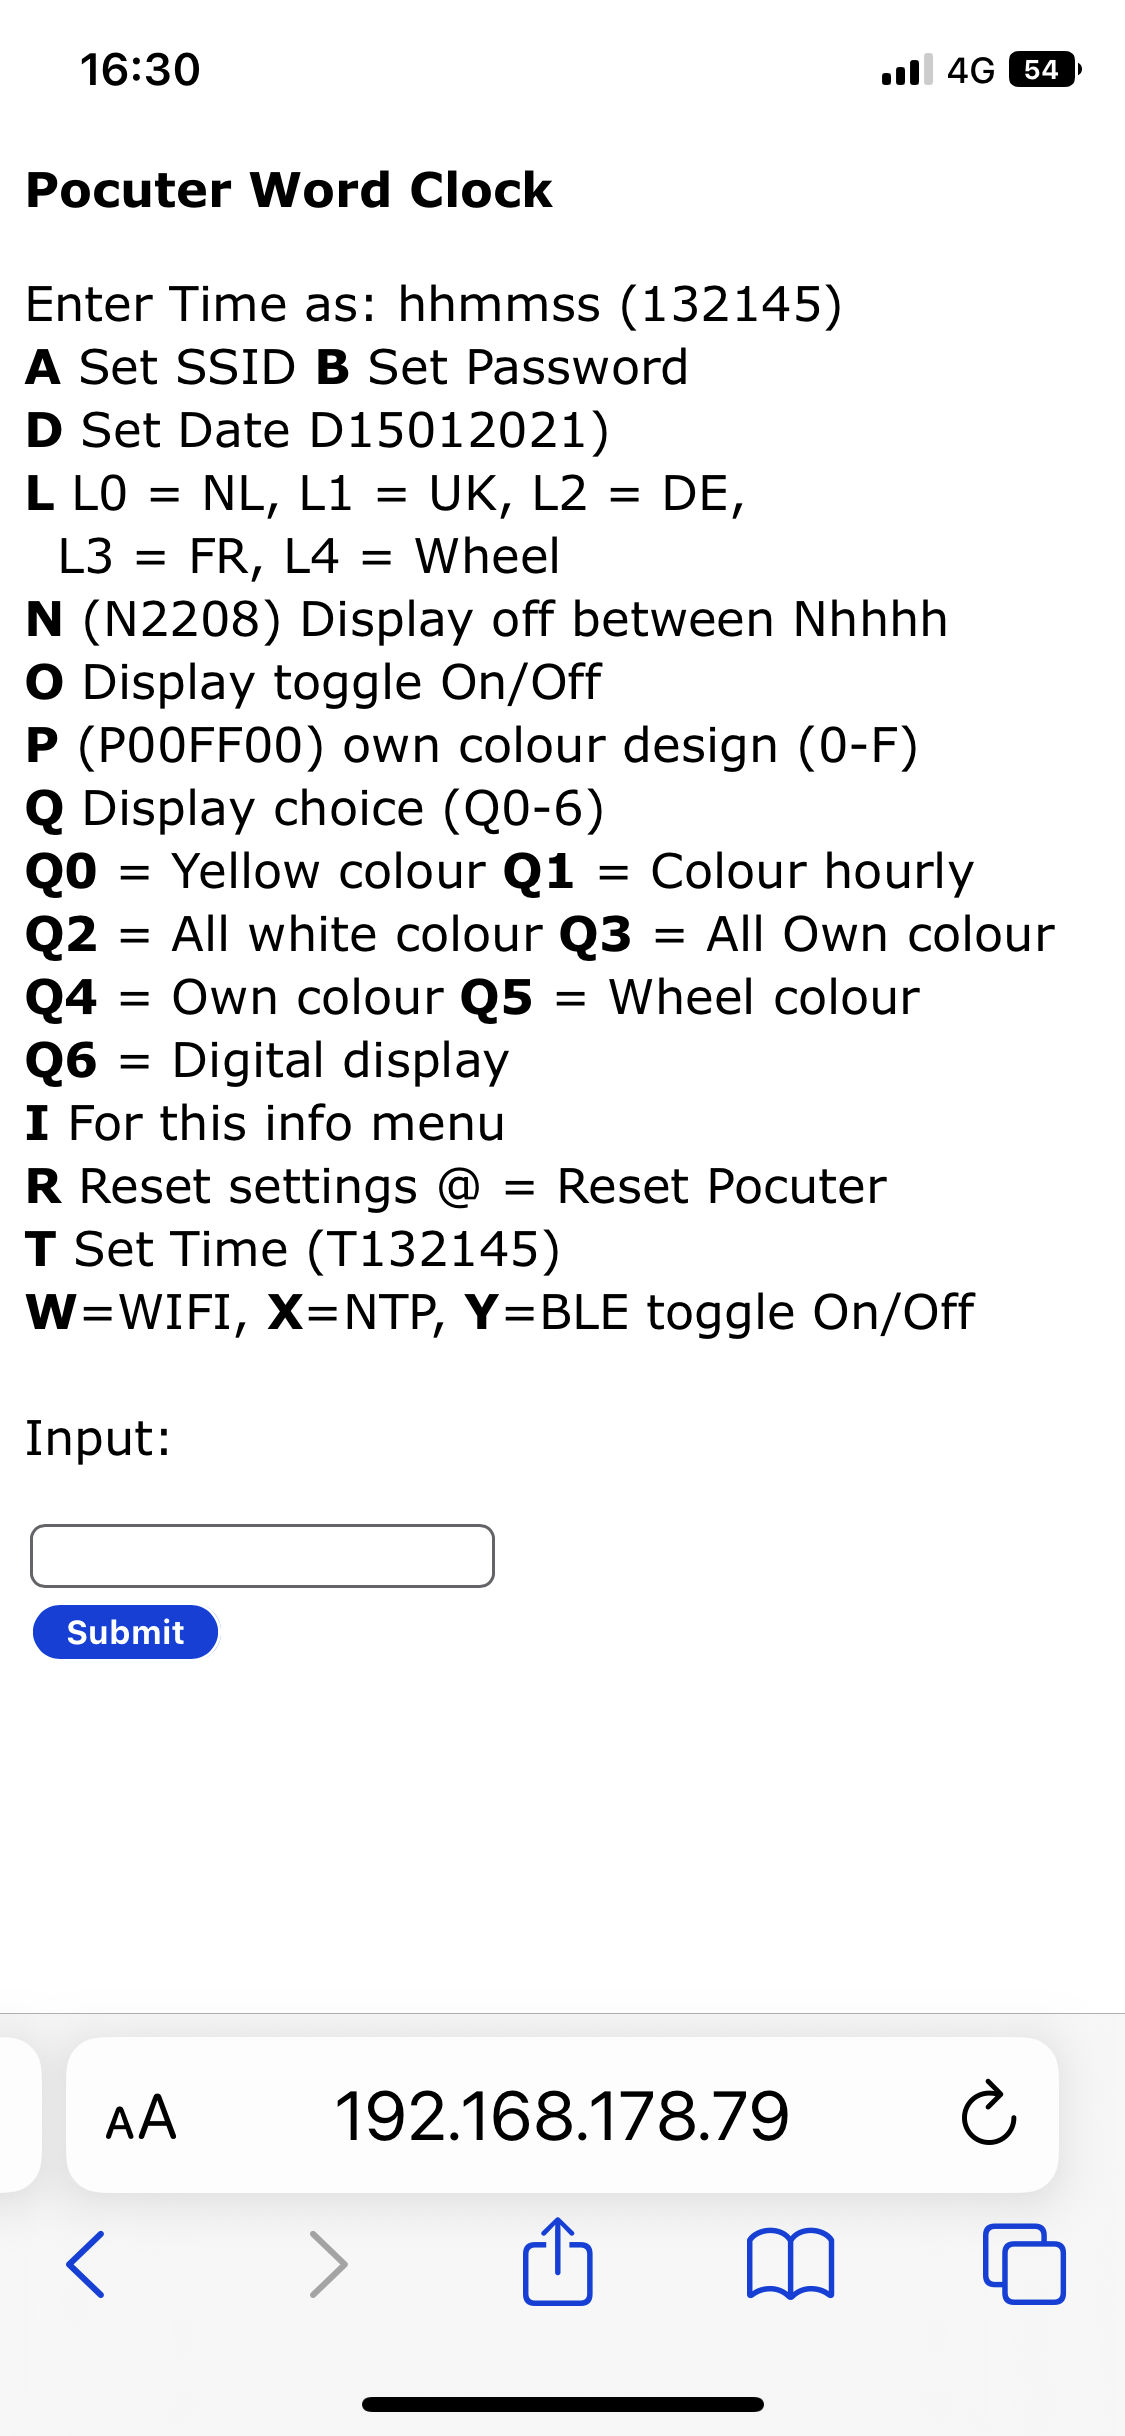 16:30
4G 54
Pocuter Word Clock
Enter Time as: hhmmss (132145)
A Set SSID B Set Password
D Set Date D15012021)
L L0 = NL, L1 = UK, L2 = DE,
L3 = FR, L4 = Wheel
N (N2208) Display off between Nhhhh
O Display toggle On/Off
P (P00FF00) own colour design (0-F)
Q Display choice (Q0-6)
Q0 = Yellow colour Q1 = Colour hourly
Q2 = All white colour Q3 = All Own colour
Q4 = Own colour Q5 = Wheel colour
Q6 = Digital display
I For this info menu
R Reset settings @ = Reset Pocuter
T Set Time (T132145)
W=WIFI, X=NTP, Y=BLE toggle On/Off
Input:
Submit
AA 192.168.178.79